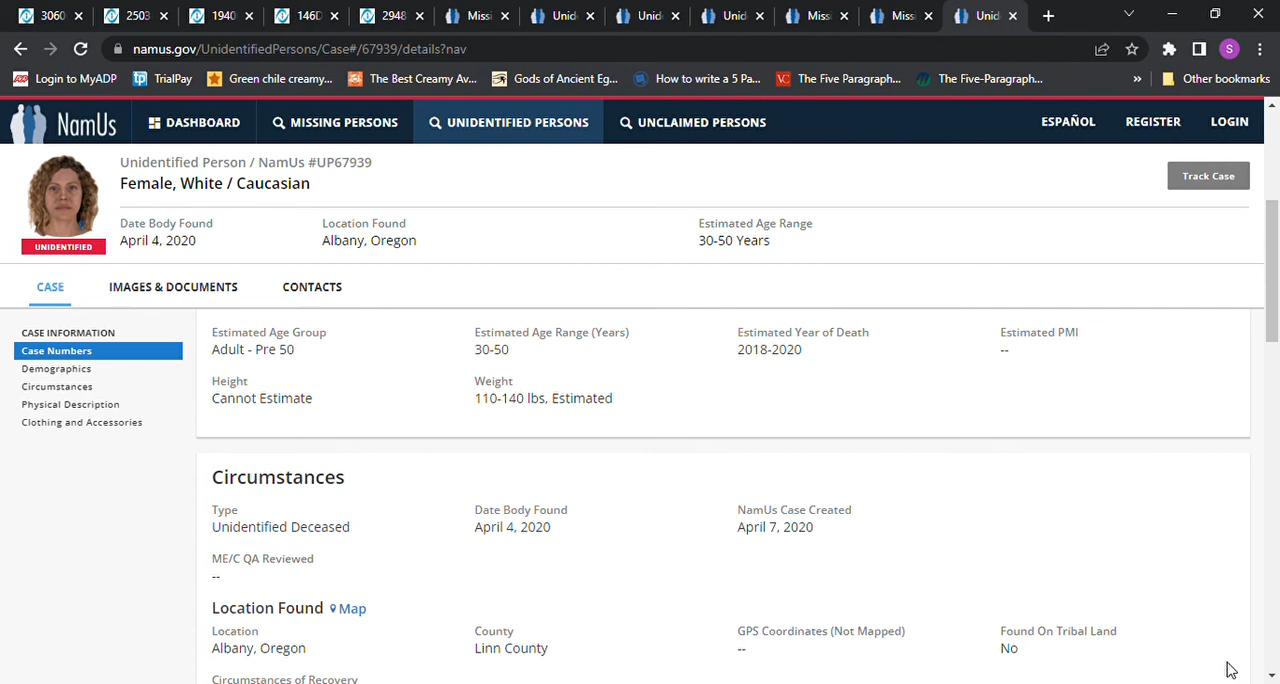 3060
2503
1940
146D
2948
Missi
Unid
Unid
Unid
Missi
Missi
Unid
namus.gov/UnidentifiedPersons/Case#/67939/details?nav
S
Login to MyADP
TrialPay
Green chile creamy...
The Best Creamy Av...
Gods of Ancient Eg...
How to write a 5 Pa...
The Five Paragraph...
The Five-Paragraph...
»
Other bookmarks
NamUs
DASHBOARD
MISSING PERSONS
UNIDENTIFIED PERSONS
UNCLAIMED PERSONS
ESPAÑOL
REGISTER
LOGIN
Unidentified Person / NamUs #UP67939
Female, White / Caucasian
Track Case
Date Body Found
Location Found
Estimated Age Range
April 4, 2020
Albany, Oregon
30-50 Years
UNIDENTIFIED
CASE
IMAGES & DOCUMENTS
CONTACTS
CASE INFORMATION
Case Numbers
Demographics
Circumstances
Physical Description
Clothing and Accessories
Estimated Age Group
Estimated Age Range (Years)
Estimated Year of Death
Estimated PMI
Adult - Pre 50
30-50
2018-2020
--
Height
Weight
Cannot Estimate
110-140 lbs, Estimated
Circumstances
Type
Date Body Found
NamUs Case Created
Unidentified Deceased
April 4, 2020
April 7, 2020
ME/C QA Reviewed
--
Location Found Map
Location
County
GPS Coordinates (Not Mapped)
Found On Tribal Land
Albany, Oregon
Linn County
--
No
Circumstances of Recovery